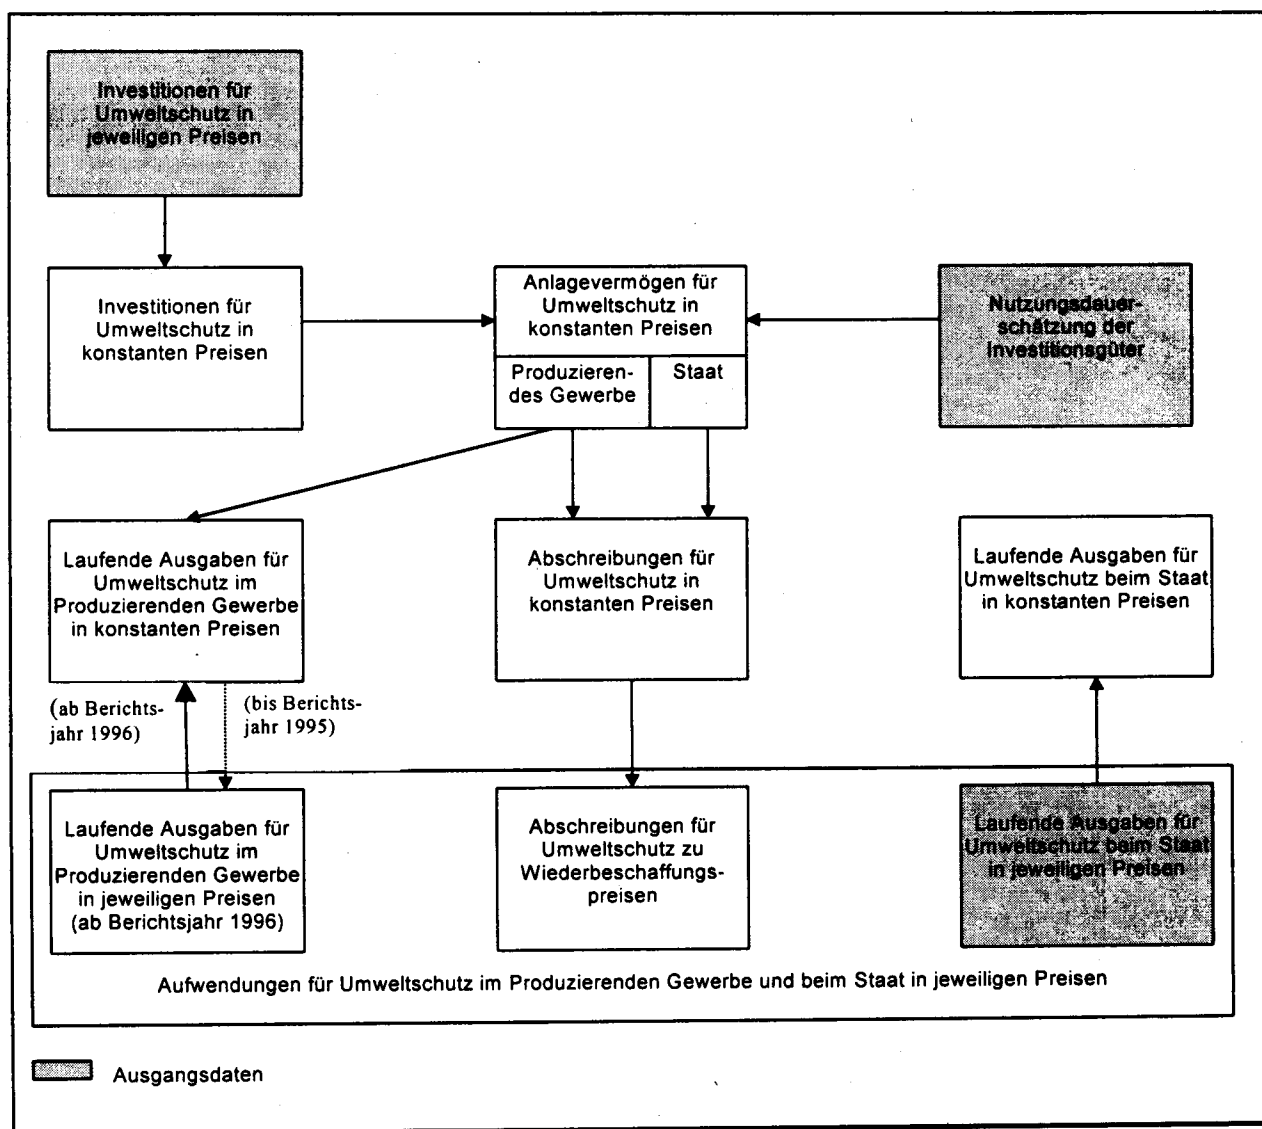 Investitionen für
Umweltschutz in
jeweiligen Preisen
Investitionen für
Umweltschutz in
konstanten Preisen
Anlagevermögen für
Umweltschutz in
konstanten Preisen
Produzieren-
des Gewerbe
Staat
Nutzungsdauer-
schätzung der
Investitionsgüter
Laufende Ausgaben für
Umweltschutz im
Produzierenden Gewerbe
in konstanten Preisen
Abschreibungen für
Umweltschutz in
konstanten Preisen
Laufende Ausgaben für
Umweltschutz beim Staat
in konstanten Preisen
(ab Berichts-
jahr 1996)
(bis Berichts-
jahr 1995)
Laufende Ausgaben für
Umweltschutz im
Produzierenden Gewerbe
in jeweiligen Preisen
(ab Berichtsjahr 1996)
Abschreibungen für
Umweltschutz zu
Wiederbeschaffungs-
preisen
Laufende Ausgaben für
Umweltschutz beim Staat
in jeweiligen Preisen
Aufwendungen für Umweltschutz im Produzierenden Gewerbe und beim Staat in jeweiligen Preisen
Ausgangsdaten